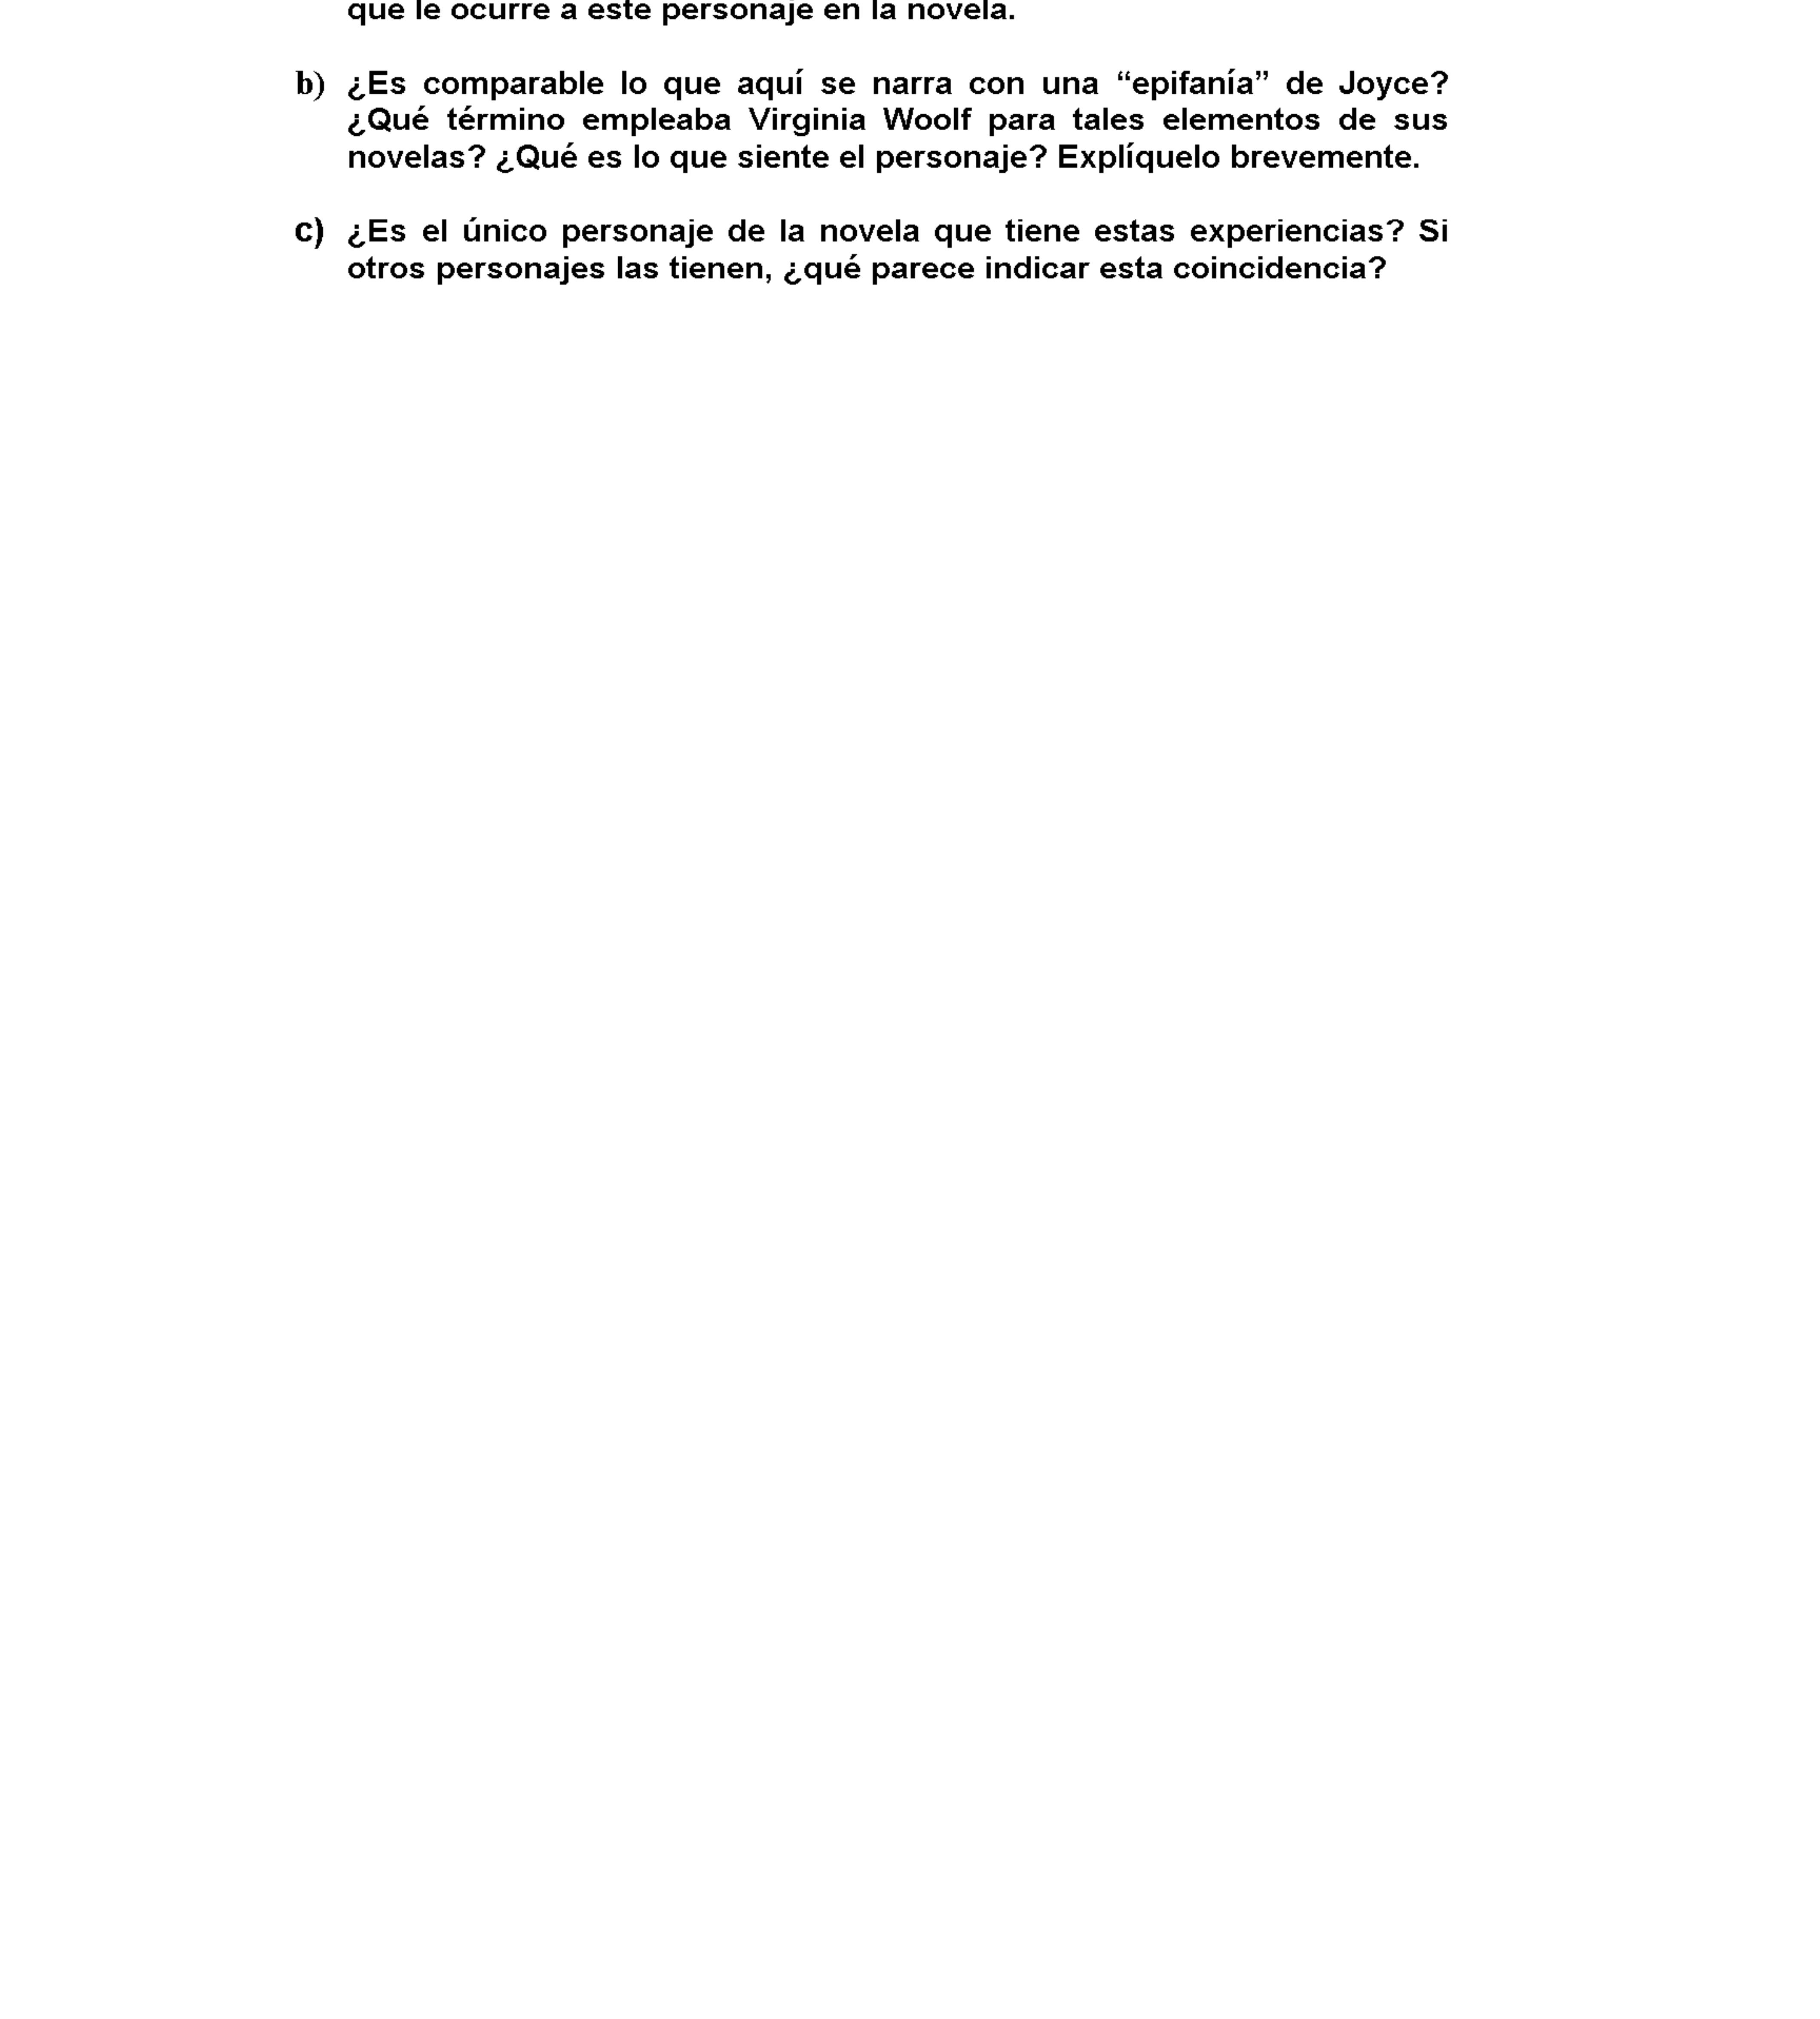 que le ocurre a este personaje en la novela.
b) ¿Es comparable lo que aquí se narra con una “epifanía” de Joyce?
¿Qué término empleaba Virginia Woolf para tales elementos de sus
novelas? ¿Qué es lo que siente el personaje? Explíquelo brevemente.
c) ¿Es el único personaje de la novela que tiene estas experiencias? Si
otros personajes las tienen, ¿qué parece indicar esta coincidencia?